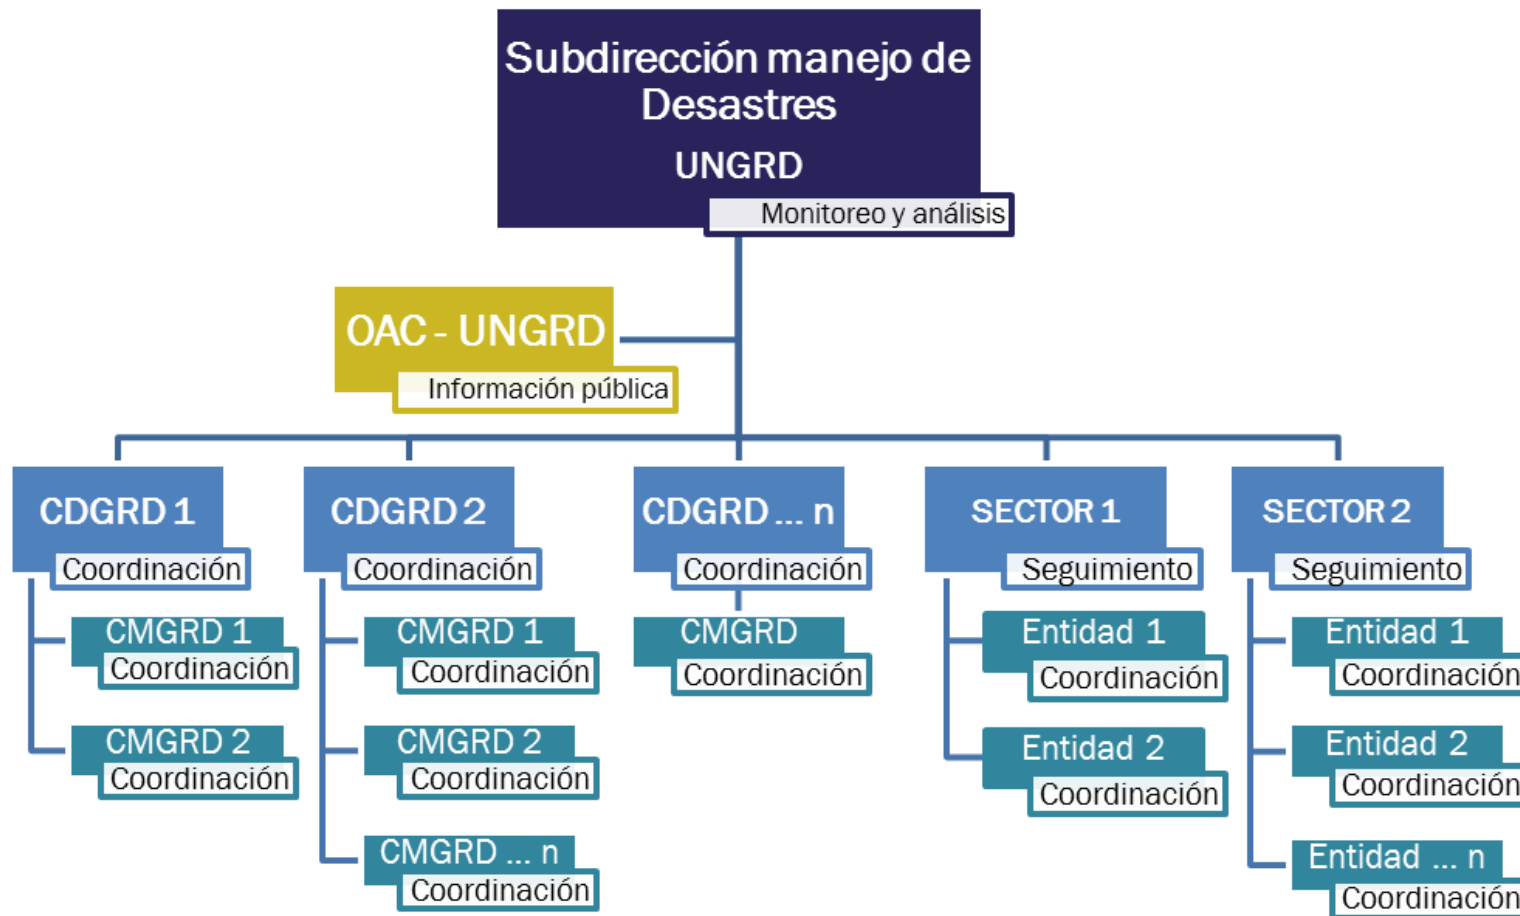 Subdirección manejo de
Desastres
UNGRD
Monitoreo y análisis
OAC - UNGRD
Información pública
CDGRD 1
Coordinación
CMGRD 1
Coordinación
CMGRD 2
Coordinación
CDGRD 2
Coordinación
CMGRD 1
Coordinación
CMGRD 2
Coordinación
CMGRD ... n
Coordinación
CDGRD ... n
Coordinación
CMGRD
Coordinación
SECTOR 1
Seguimiento
Entidad 1
Coordinación
Entidad 2
Coordinación
SECTOR 2
Seguimiento
Entidad 1
Coordinación
Entidad 2
Coordinación
Entidad ... n
Coordinación